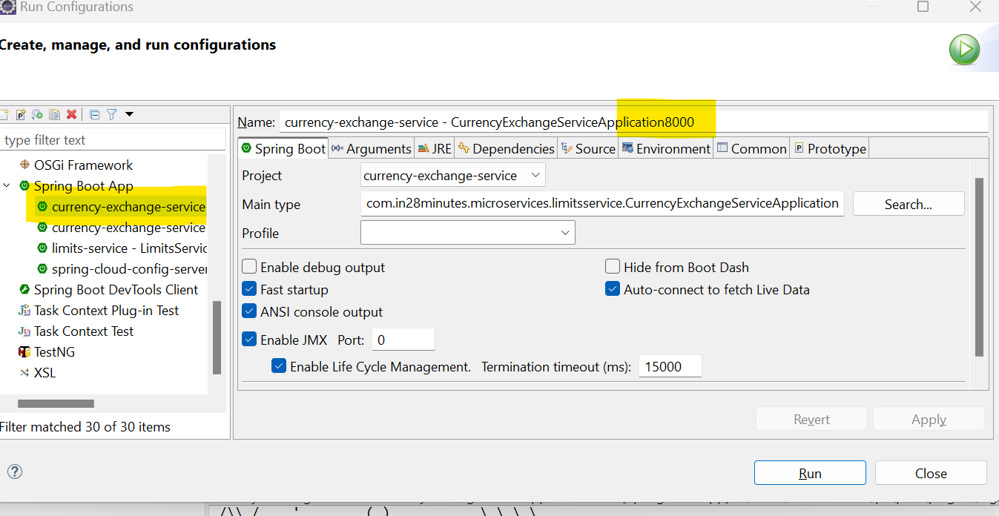 Run Configurations
Create, manage, and run configurations
type filter text
OSGi Framework
Spring Boot App
currency-exchange-service
currency-exchange-service
limits-service - LimitsServic
spring-cloud-config-server
Spring Boot DevTools Client
Task Context Plug-in Test
Task Context Test
TestNG
XSL
Filter matched 30 of 30 items
Name: currency-exchange-service - CurrencyExchangeServiceApplication8000
Spring Boot (x)= Arguments JRE Dependencies Source Environment Common Prototype
Project currency-exchange-service
Main type com.in28minutes.microservices.limitsservice.CurrencyExchangeServiceApplication Search...
Profile
Enable debug output Hide from Boot Dash
Fast startup Auto-connect to fetch Live Data
ANSI console output
Enable JMX Port: 0
Enable Life Cycle Management. Termination timeout (ms): 15000
Revert Apply
Run Close